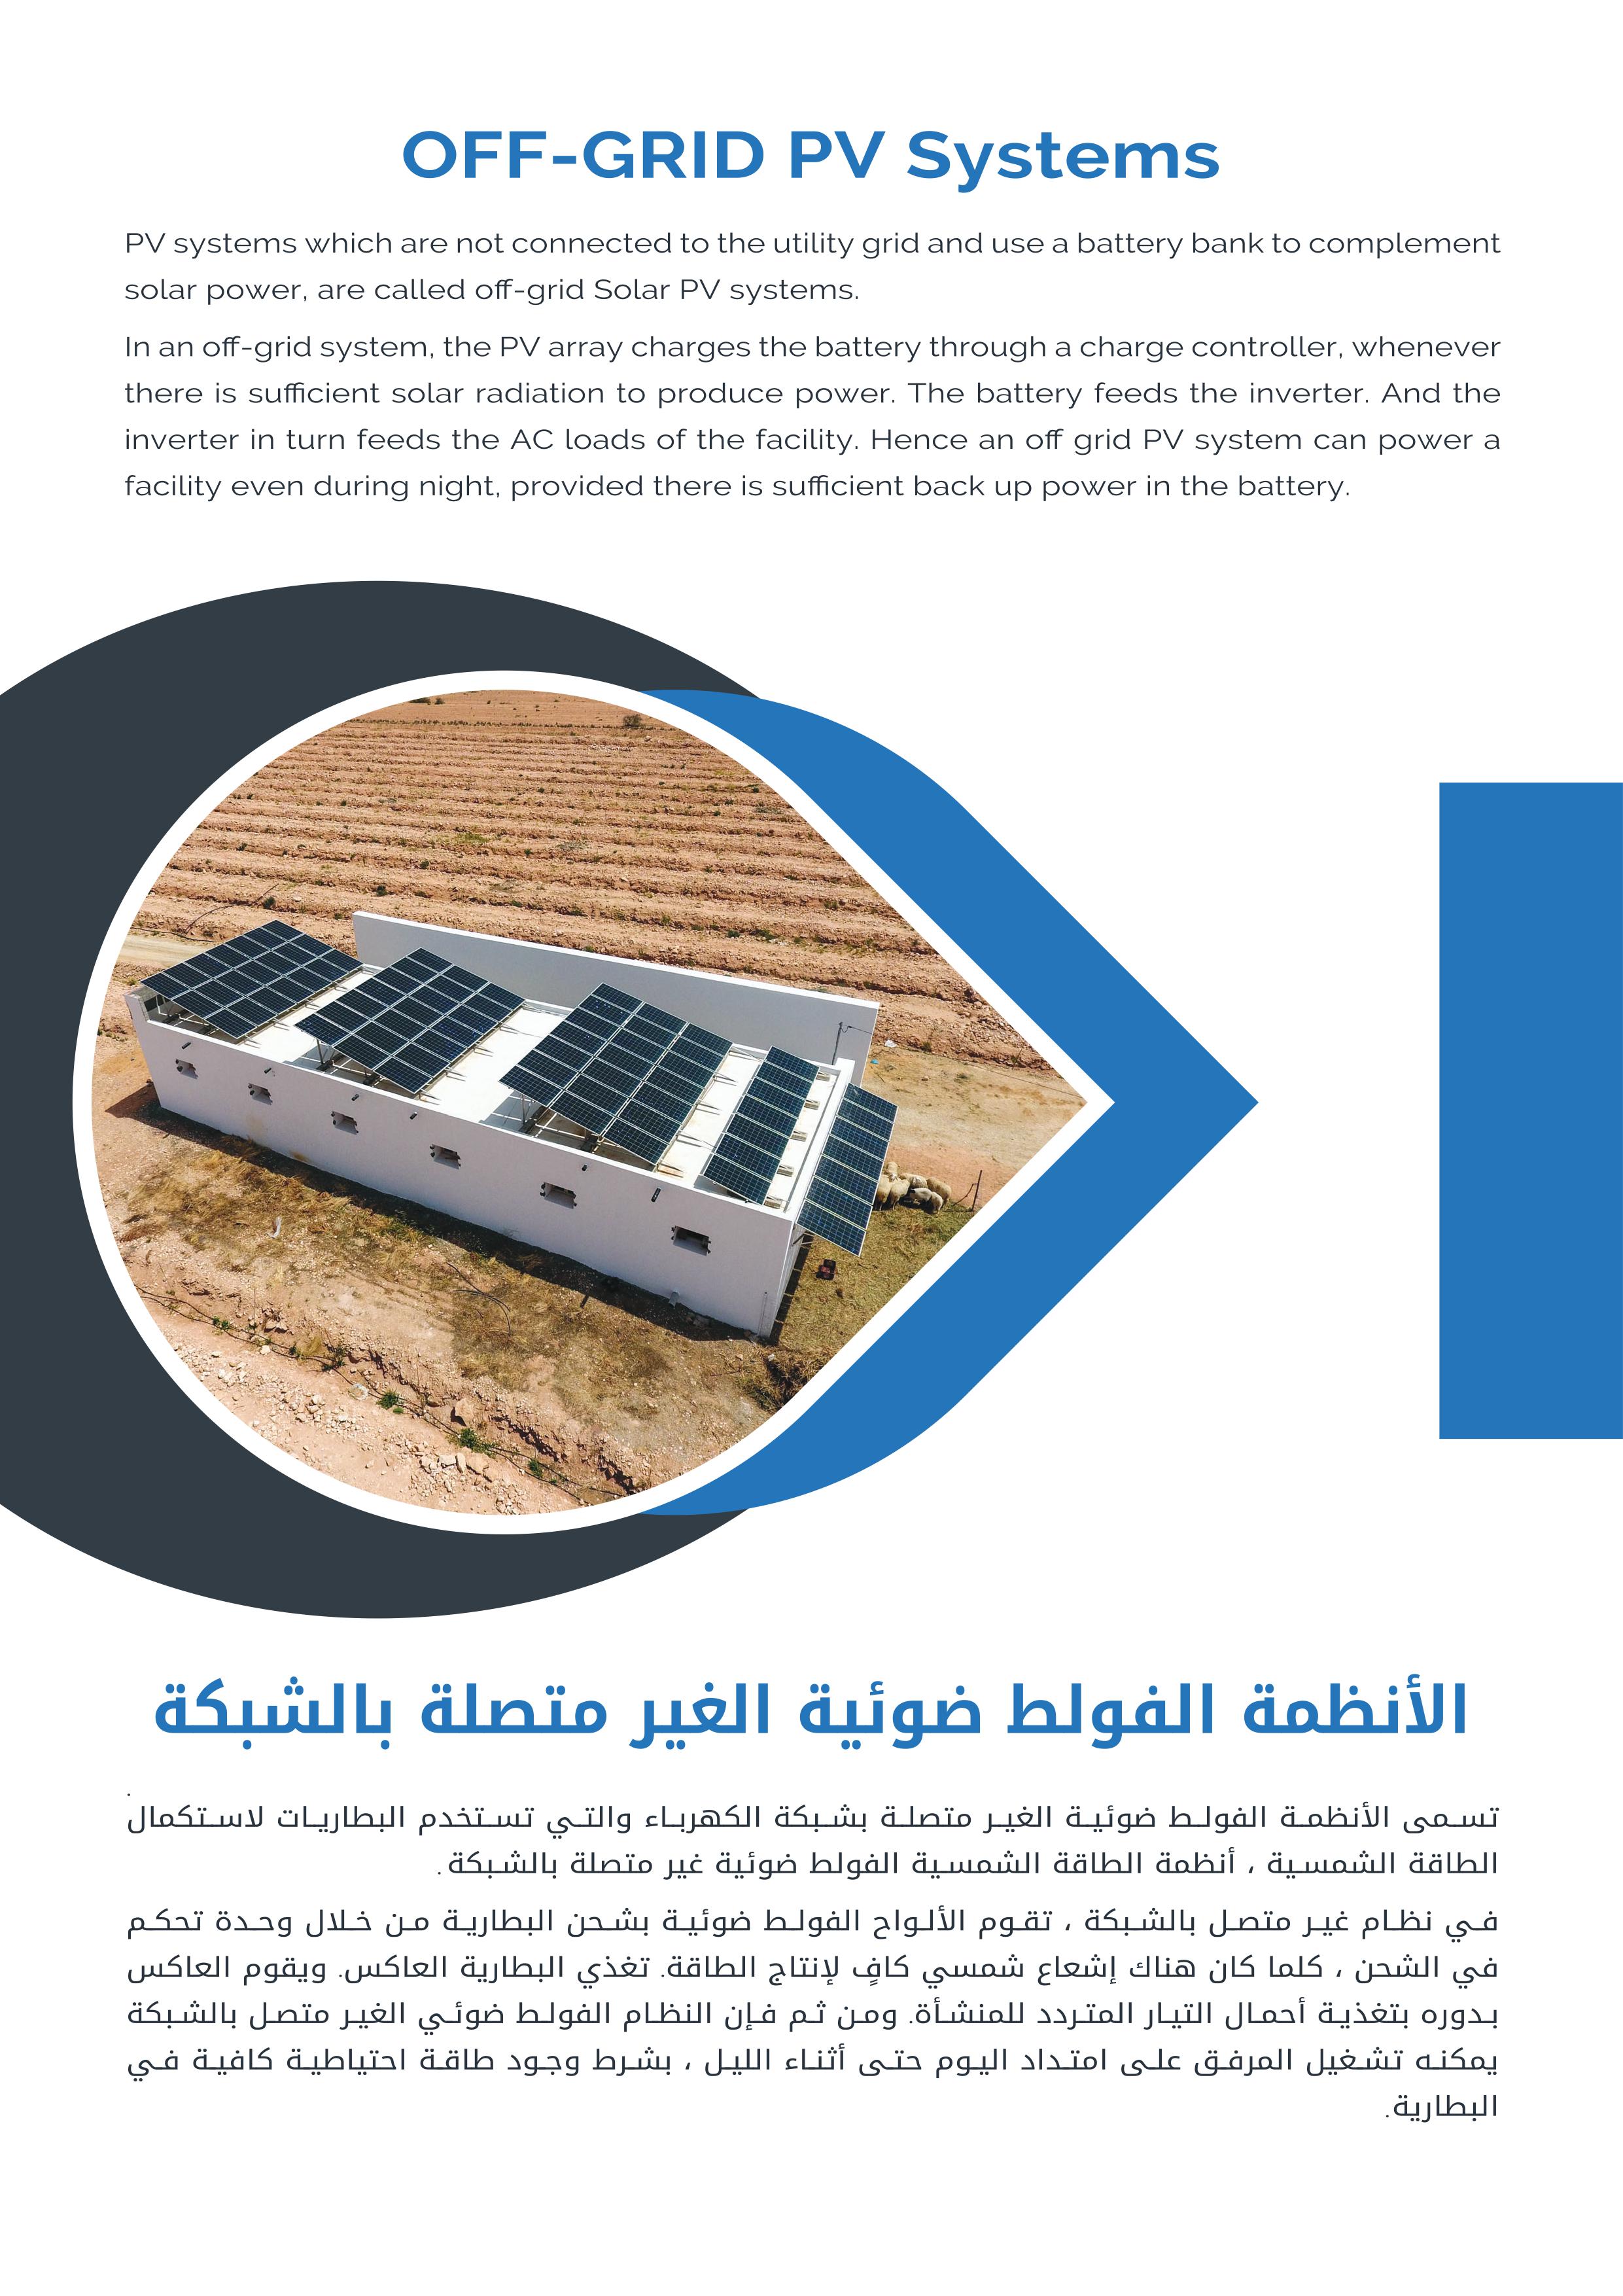 OFF-GRID PV Systems
PV systems which are not connected to the utility grid and use a battery bank to complement
solar power, are called off-grid Solar PV systems.
In an off-grid system, the PV array charges the battery through a charge controller, whenever
there is sufficient solar radiation to produce power. The battery feeds the inverter. And the
inverter in turn feeds the AC loads of the facility. Hence an off grid PV system can power a
facility even during night, provided there is sufficient back up power in the battery.
الأنظمة الفولط ضوئية الغير متصلة بالشبكة
.
تسمى الأنظمة الفولط ضوئية الغير متصلة بشبكة الكهرباء والتي تستخدم البطاريات لاستكمال
الطاقة الشمسية ، أنظمة الطاقة الشمسية الفولط ضوئية غير متصلة بالشبكة.
في نظام غير متصل بالشبكة ، تقوم الألواح الفولط ضوئية بشحن البطارية من خلال وحدة تحكم
في الشحن ، كلما كان هناك إشعاع شمسي كافٍ لإنتاج الطاقة. تغذي البطارية العاكس. ويقوم العاكس
بدوره بتغذية أحمال التيار المتردد للمنشأة. ومن ثم فإن النظام الفولط ضوئي الغير متصل بالشبكة
يمكنه تشغيل المرفق على امتداد اليوم حتى أثناء الليل ، بشرط وجود طاقة احتياطية كافية في
البطارية.